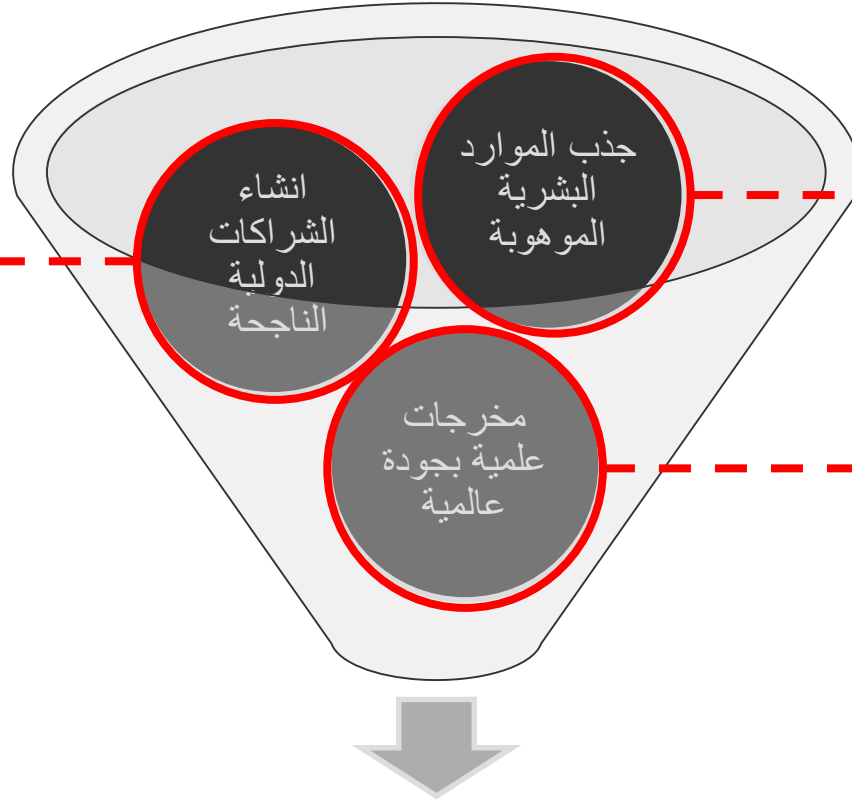 جذب الموارد
البشرية
الموهوبة
انشاء
الشراكات
الدولية
الناجحة
مخرجات
علمية بجودة
عالمية